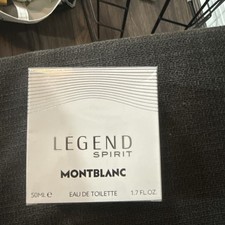 LEGEND
SPIRIT
MONTBLANC
50ML e EAU DE TOILETTE 1.7 FL.OZ.